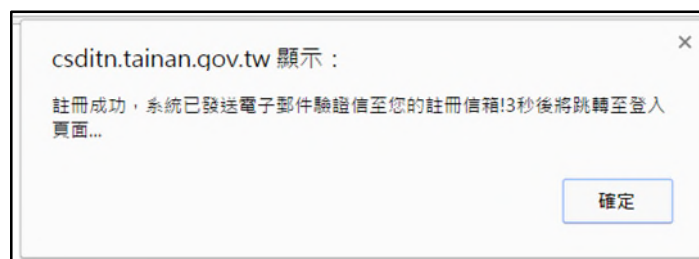 csditn.tainan.gov.tw 顯示：
註冊成功，系統已發送電子郵件驗證信至您的註冊信箱!3秒後將跳轉至登入
頁面...
確定